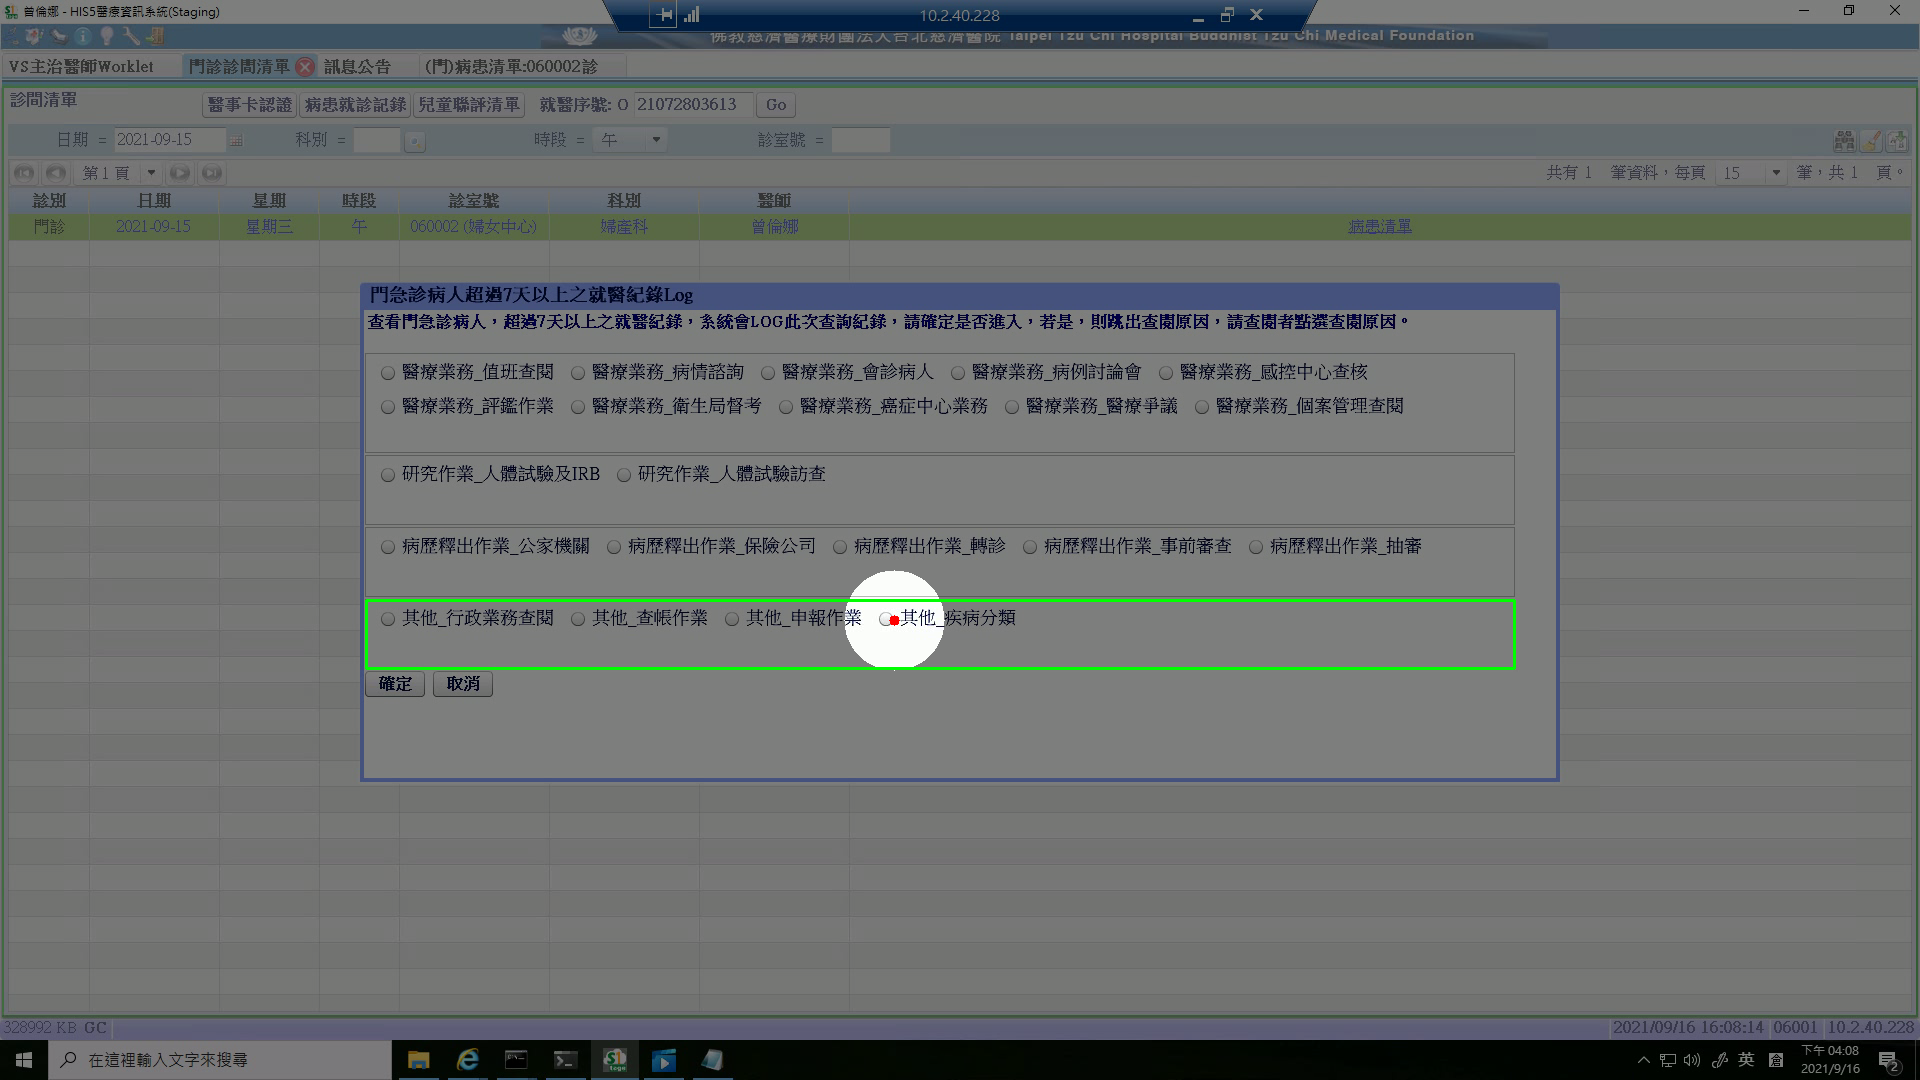 曾倫娜 - HIS5醫療資訊系統(Staging)
10.2.40.228
佛教慈濟醫療財團法人台北慈濟醫院 Taipei Tzu Chi Hospital Buddhist Tzu Chi Medical Foundation
VS主治醫師Worklet 門診診間清單 訊息公告 (門)病患清單:060002診
診間清單 醫事卡認證 病患就診記錄 兒童聯評清單 就醫序號: O 21072803613 Go
日期 = 2021-09-15 科別 = 時段 = 午 診室號 =
第1頁 共有 1 筆資料，每頁 15 筆，共 1 頁。
診別 日期 星期 時段 診室號 科別 醫師
門診 2021-09-15 星期三 午 060002 (婦女中心) 婦產科 曾倫娜 病患清單
門急診病人超過7天以上之就醫紀錄Log
查看門急診病人，超過7天以上之就醫紀錄，系統會LOG此次查詢紀錄，請確定是否進入，若是，則跳出查閱原因，請查閱者點選查閱原因。
醫療業務_值班查閱 醫療業務_病情諮詢 醫療業務_會診病人 醫療業務_病例討論會 醫療業務_感控中心查核
醫療業務_評鑑作業 醫療業務_衛生局督考 醫療業務_癌症中心業務 醫療業務_醫療爭議 醫療業務_個案管理查閱
研究作業_人體試驗及IRB 研究作業_人體試驗訪查
病歷釋出作業_公家機關 病歷釋出作業_保險公司 病歷釋出作業_轉診 病歷釋出作業_事前審查 病歷釋出作業_抽審
其他_行政業務查閱 其他_查帳作業 其他_申報作業 其他_疾病分類
確定 取消
328992 KB GC 2021/09/16 16:08:14 06001 10.2.40.228
在這裡輸入文字來搜尋 英 下午 04:08
2021/9/16 2